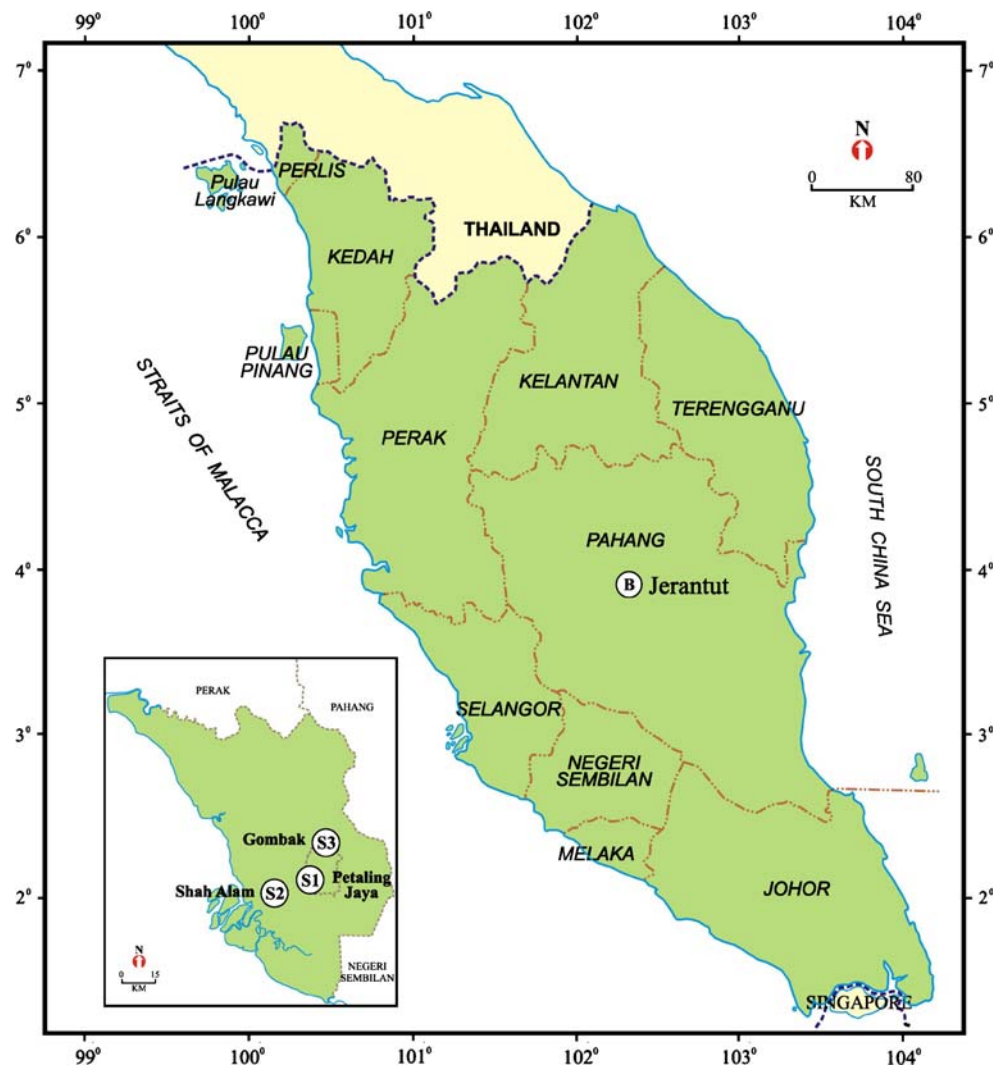 99°
100°
101°
102°
103°
104°
7°
7°
N
0 80
KM
PERLIS
Pulau
Langkawi
THAILAND
6°
6°
KEDAH
PULAU
PINANG
KELANTAN
5°
5°
TERENGGANU
PERAK
STRAITS OF MALACCA
SOUTH CHINA SEA
PAHANG
4°
4°
B
Jerantut
SELANGOR
3°
3°
NEGERI
SEMBILAN
MELAKA
2°
2°
JOHOR
SINGAPORE
PERAK
PAHANG
Gombak
S3
S1
Petaling
Jaya
Shah Alam
S2
N
0 15
KM
NEGERI
SEMBILAN
99°
100°
101°
102°
103°
104°